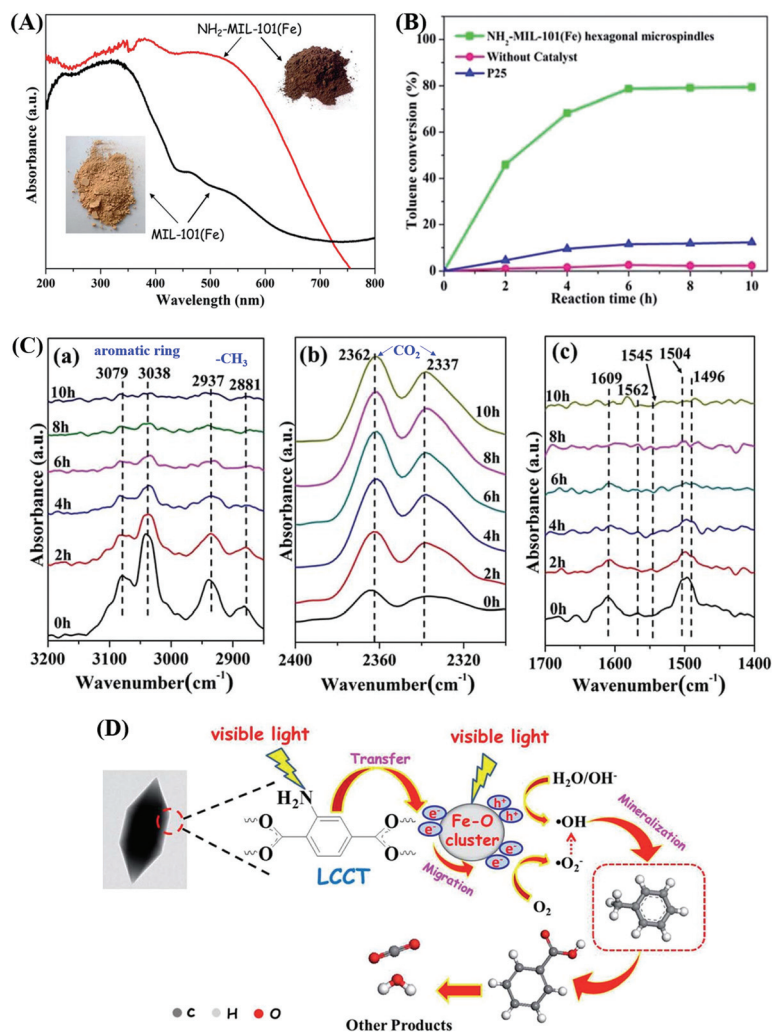 (A)
NH₂-MIL-101(Fe)
MIL-101(Fe)
Absorbance (a.u.)
200 300 400 500 600 700 800
Wavelength (nm)
(B)
NH₂-MIL-101(Fe) hexagonal microspindles
Without Catalyst
P25
Toluene conversion (%)
100
80
60
40
20
0
0 2 4 6 8 10
Reaction time (h)
(C)
(a)
aromatic ring
-CH₃
3079 3038 2937 2881
10h
8h
6h
4h
2h
0h
Absorbance (a.u.)
3200 3100 3000 2900
Wavenumber(cm⁻¹)
(b)
2362 CO₂ 2337
10h
8h
6h
4h
2h
0h
Absorbance (a.u.)
2400 2360 2320
Wavenumber(cm⁻¹)
(c)
1609 1562 1545 1504 1496
10h
8h
6h
4h
2h
0h
Absorbance (a.u.)
1700 1600 1500 1400
Wavenumber(cm⁻¹)
(D)
visible light
Transfer
visible light
H₂N
O O
O O
LCCT
e⁻
e⁻
Fe-O
cluster
h⁺
h⁺
e⁻
e⁻
Migration
H₂O/OH⁻
•OH
•O₂⁻
O₂
Mineralization
C H O
Other Products